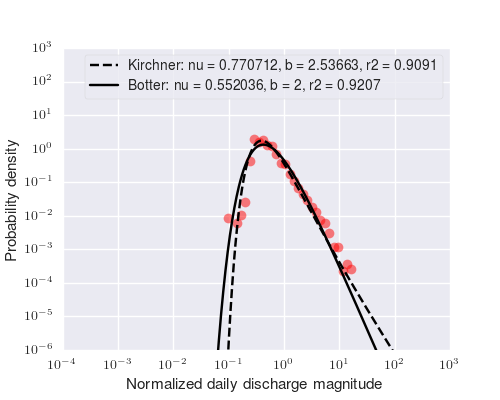 Kirchner: nu = 0.770712, b = 2.53663, r2 = 0.9091
Botter: nu = 0.552036, b = 2, r2 = 0.9207
Probability density
10³
10²
10¹
10⁰
10⁻¹
10⁻²
10⁻³
10⁻⁴
10⁻⁵
10⁻⁶
10⁻⁴ 10⁻³ 10⁻² 10⁻¹ 10⁰ 10¹ 10² 10³
Normalized daily discharge magnitude